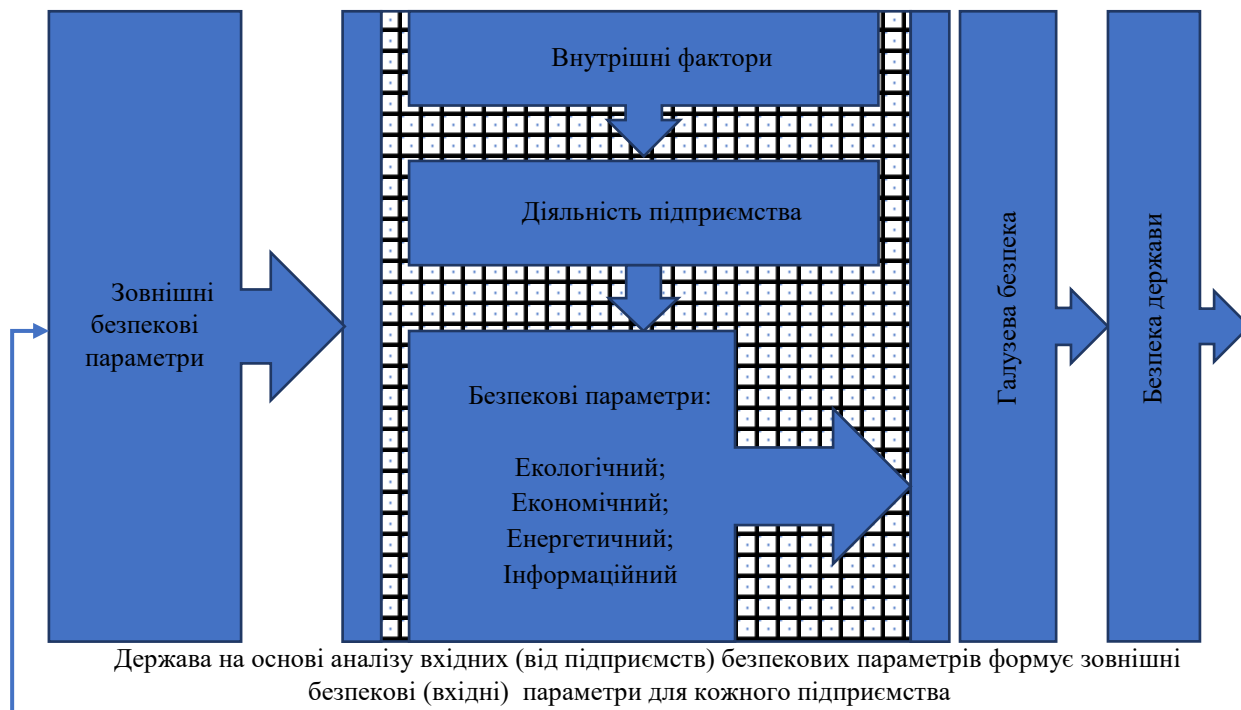 Зовнішні
безпекові
параметри
Внутрішні фактори
Діяльність підприємства
Безпекові параметри:
Екологічний;
Економічний;
Енергетичний;
Інформаційний
Галузева безпека
Безпека держави
Держава на основі аналізу вхідних (від підприємств) безпекових параметрів формує зовнішні
безпекові (вхідні) параметри для кожного підприємства